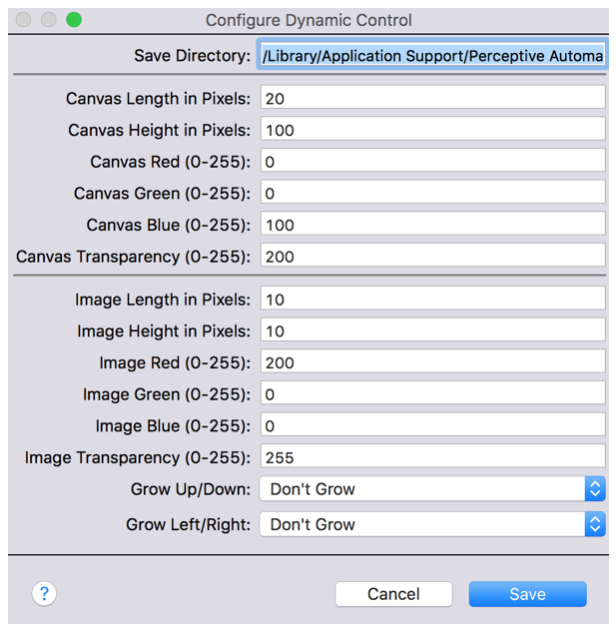 Configure Dynamic Control
Save Directory: /Library/Application Support/Perceptive Automa
Canvas Length in Pixels: 20
Canvas Height in Pixels: 100
Canvas Red (0-255): 0
Canvas Green (0-255): 0
Canvas Blue (0-255): 100
Canvas Transparency (0-255): 200
Image Length in Pixels: 10
Image Height in Pixels: 10
Image Red (0-255): 200
Image Green (0-255): 0
Image Blue (0-255): 0
Image Transparency (0-255): 255
Grow Up/Down: Don't Grow
Grow Left/Right: Don't Grow
? Cancel Save